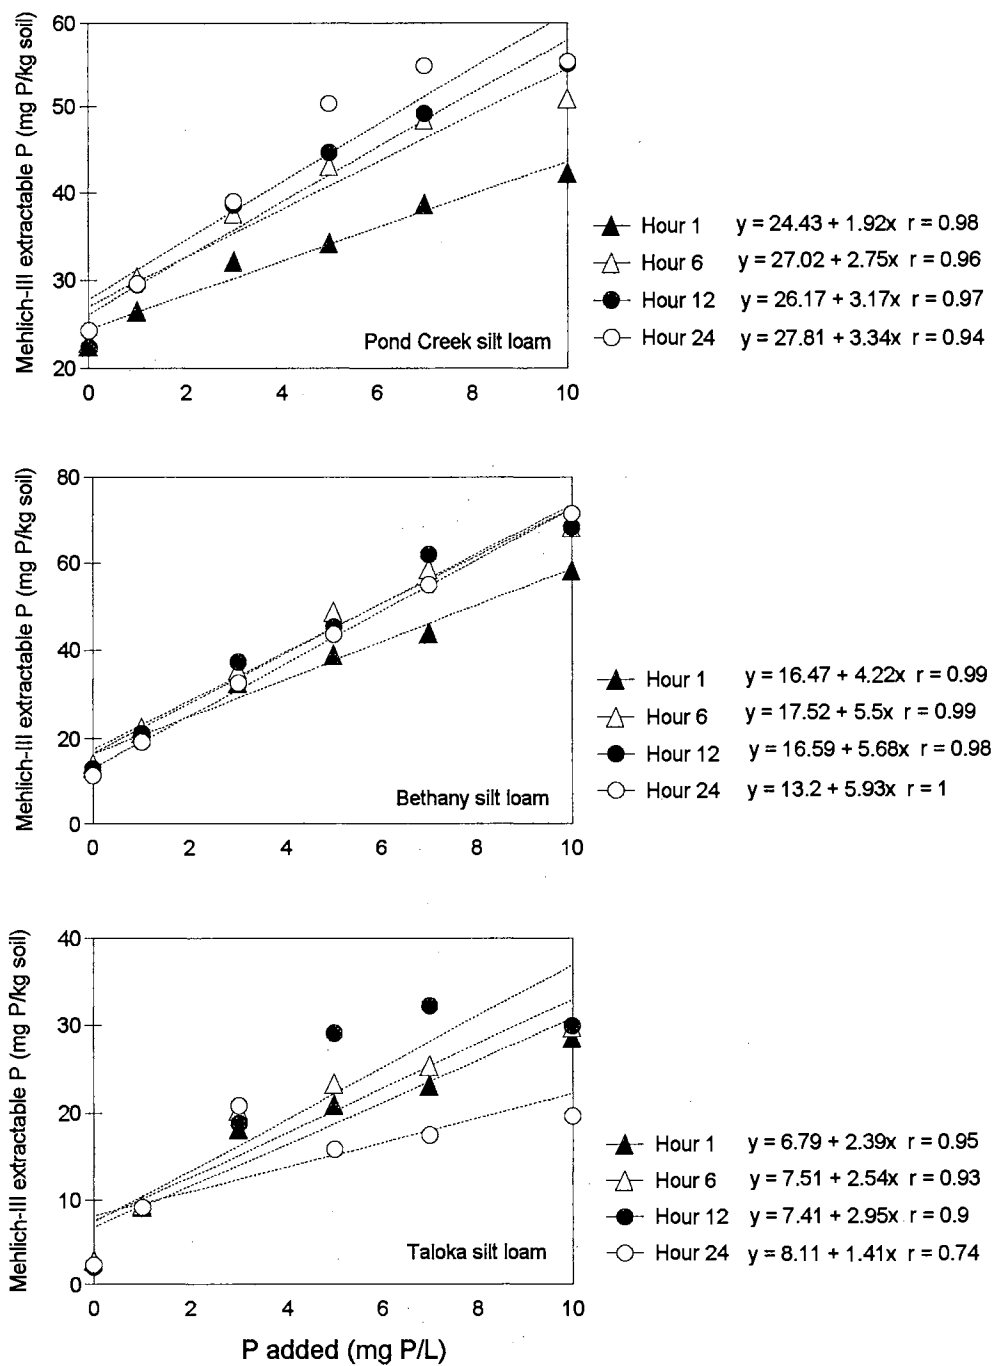 Mehlich-III extractable P (mg P/kg soil)
60
50
40
30
20
0 2 4 6 8 10
Pond Creek silt loam
Hour 1 y = 24.43 + 1.92x r = 0.98
Hour 6 y = 27.02 + 2.75x r = 0.96
Hour 12 y = 26.17 + 3.17x r = 0.97
Hour 24 y = 27.81 + 3.34x r = 0.94
Mehlich-III extractable P (mg P/kg soil)
80
60
40
20
0
0 2 4 6 8 10
Bethany silt loam
Hour 1 y = 16.47 + 4.22x r = 0.99
Hour 6 y = 17.52 + 5.5x r = 0.99
Hour 12 y = 16.59 + 5.68x r = 0.98
Hour 24 y = 13.2 + 5.93x r = 1
Mehlich-III extractable P (mg P/kg soil)
40
30
20
10
0
0 2 4 6 8 10
Taloka silt loam
Hour 1 y = 6.79 + 2.39x r = 0.95
Hour 6 y = 7.51 + 2.54x r = 0.93
Hour 12 y = 7.41 + 2.95x r = 0.9
Hour 24 y = 8.11 + 1.41x r = 0.74
P added (mg P/L)